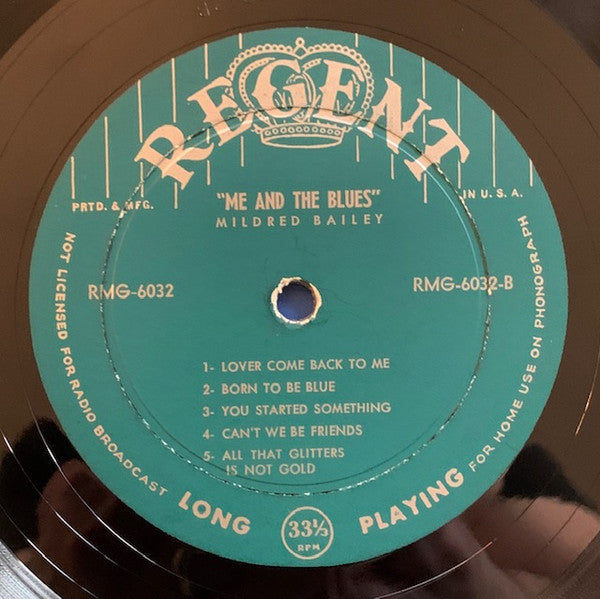 REGENT
PRTD. & MFG.
IN U. S. A.
"ME AND THE BLUES"
MILDRED BAILEY
RMG-6032
RMG-6032-B
1- LOVER COME BACK TO ME
2- BORN TO BE BLUE
3- YOU STARTED SOMETHING
4- CAN'T WE BE FRIENDS
5- ALL THAT GLITTERS
IS NOT GOLD
NOT LICENSED FOR RADIO BROADCAST
LONG
33⅓
RPM
PLAYING
FOR HOME USE ON PHONOGRAPH